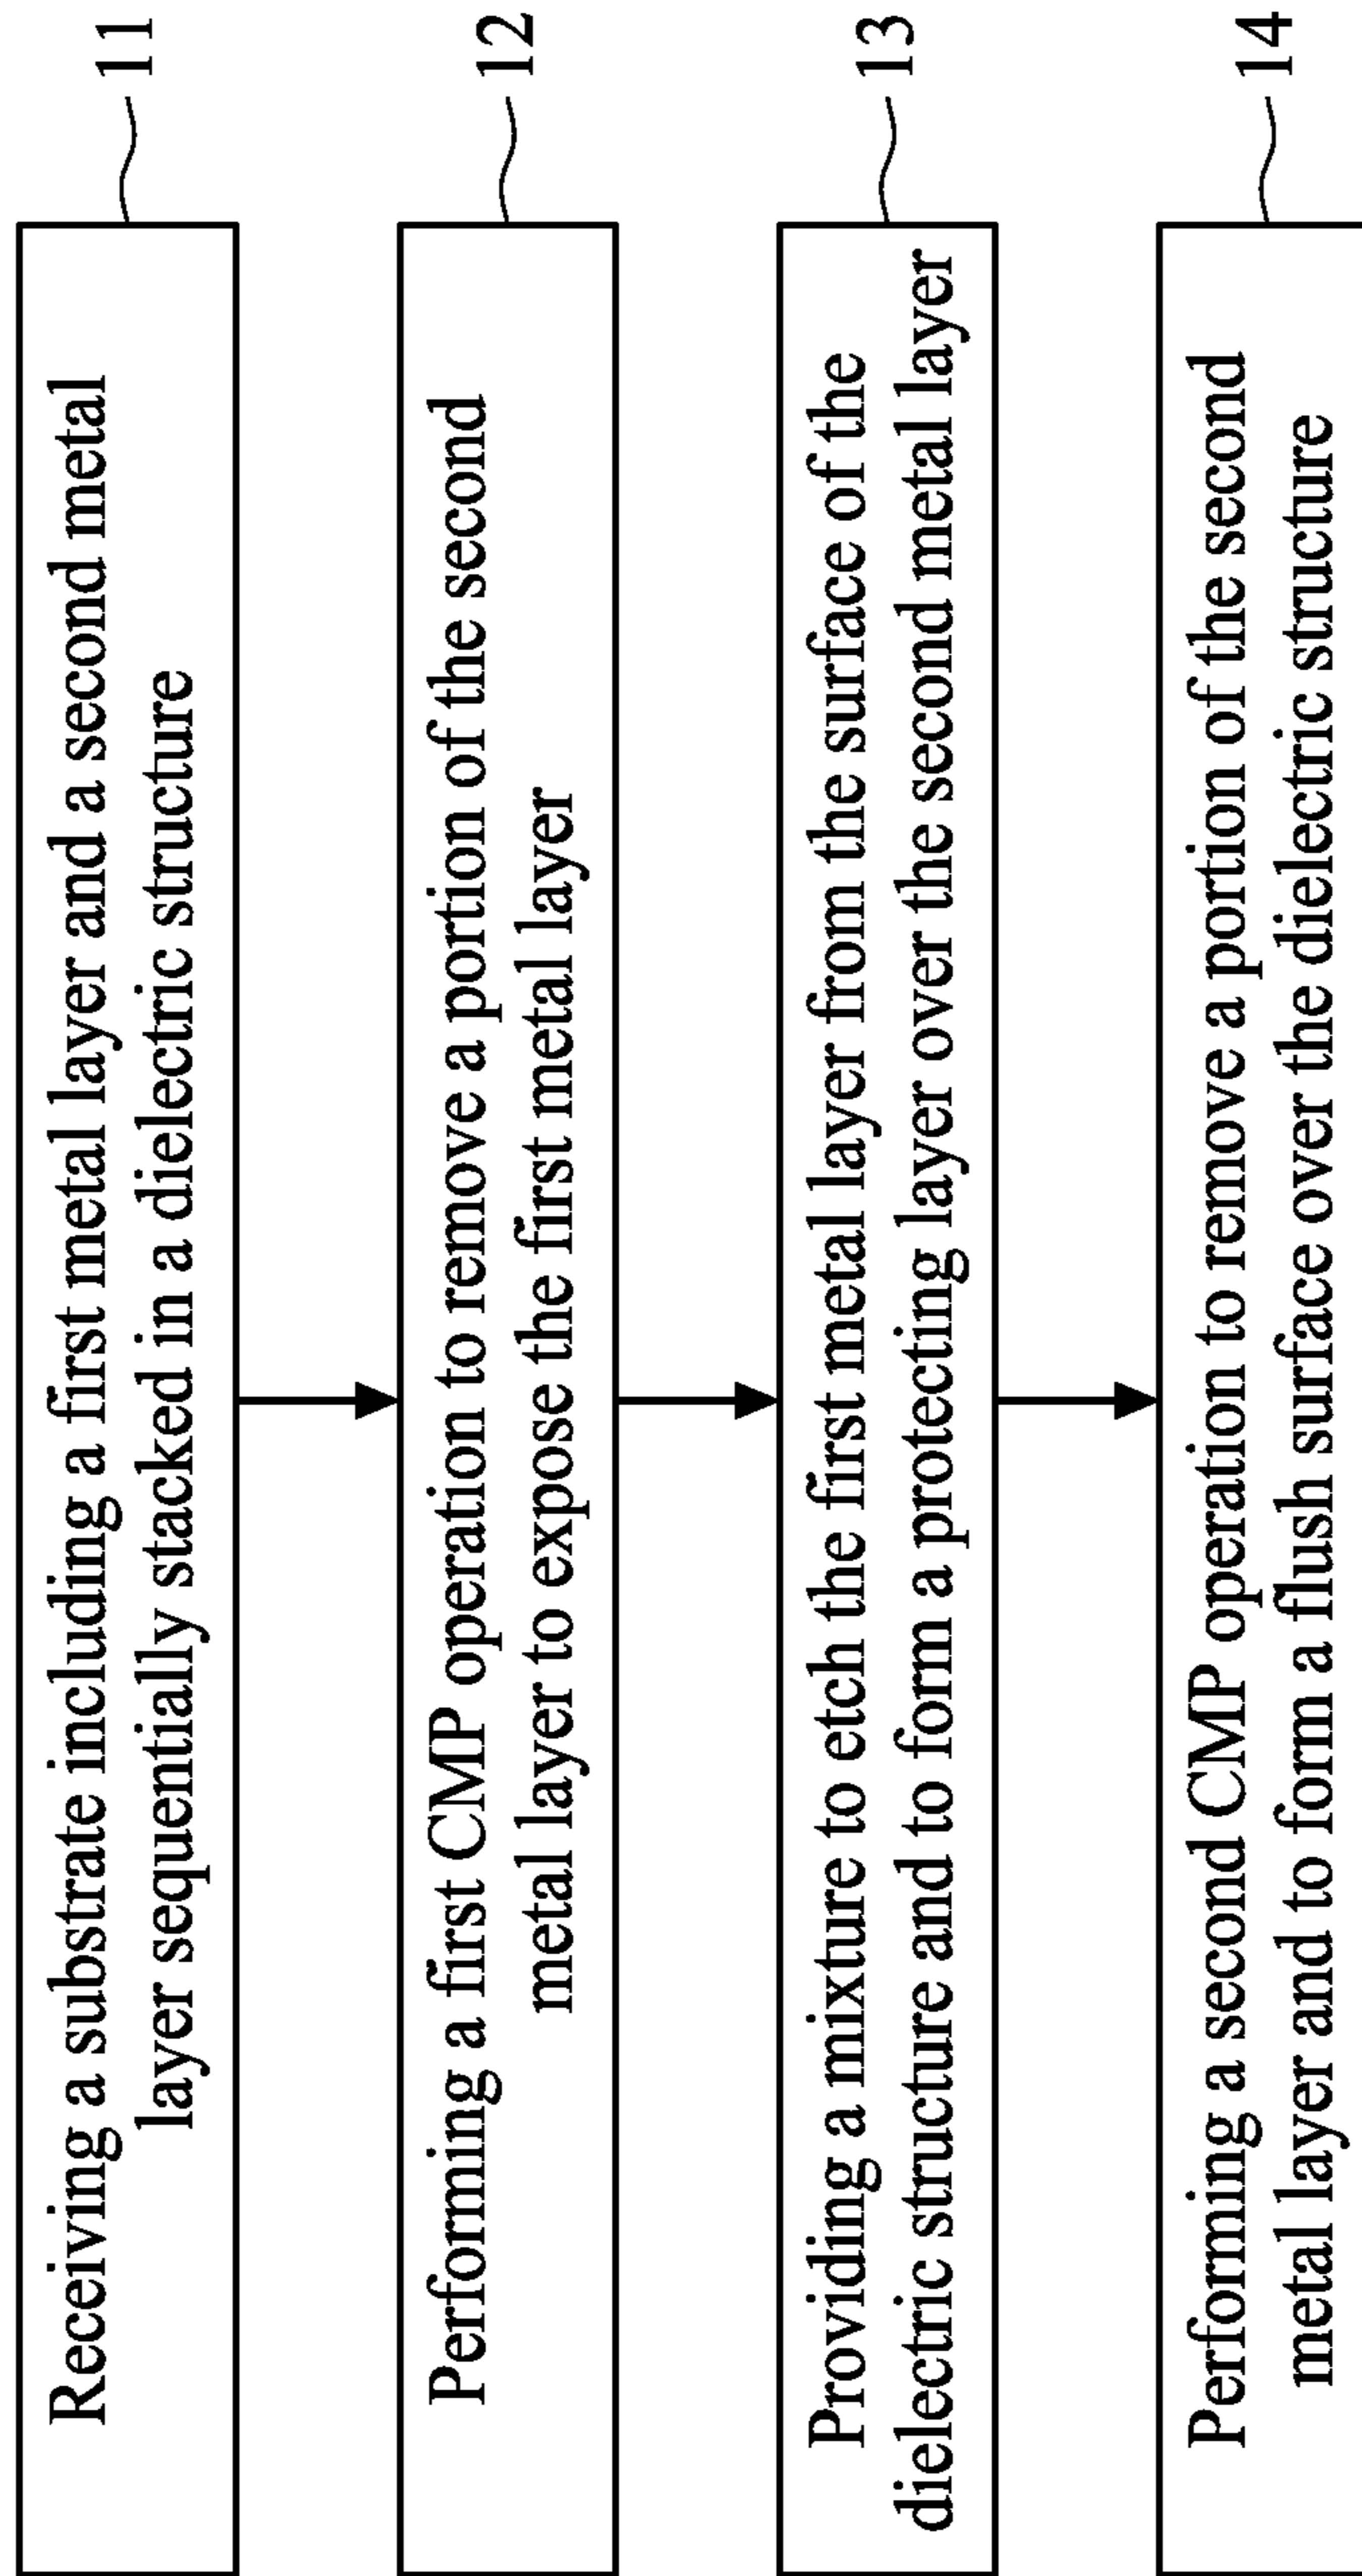 Receiving a substrate including a first metal layer and a second metal
layer sequentially stacked in a dielectric structure
11
Performing a first CMP operation to remove a portion of the second
metal layer to expose the first metal layer
12
Providing a mixture to etch the first metal layer from the surface of the
dielectric structure and to form a protecting layer over the second metal layer
13
Performing a second CMP operation to remove a portion of the second
metal layer and to form a flush surface over the dielectric structure
14